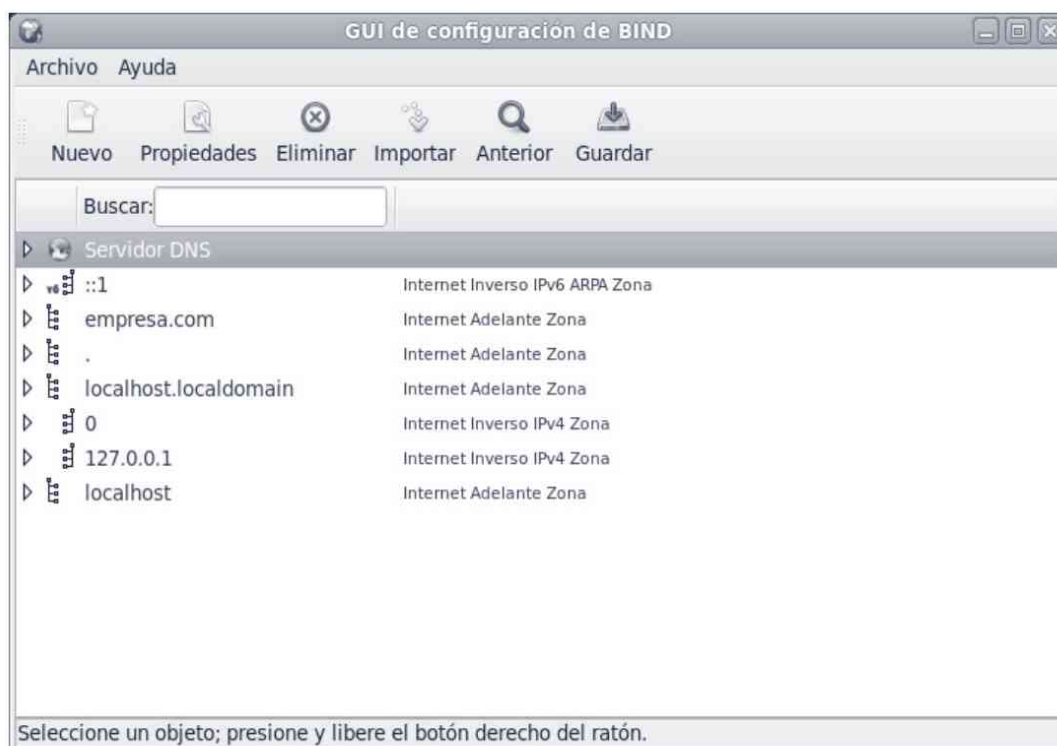 GUI de configuración de BIND
Archivo Ayuda
Nuevo Propiedades Eliminar Importar Anterior Guardar
Buscar:
Servidor DNS
v6 ::1 Internet Inverso IPv6 ARPA Zona
empresa.com Internet Adelante Zona
. Internet Adelante Zona
localhost.localdomain Internet Adelante Zona
0 Internet Inverso IPv4 Zona
127.0.0.1 Internet Inverso IPv4 Zona
localhost Internet Adelante Zona
Seleccione un objeto; presione y libere el botón derecho del ratón.